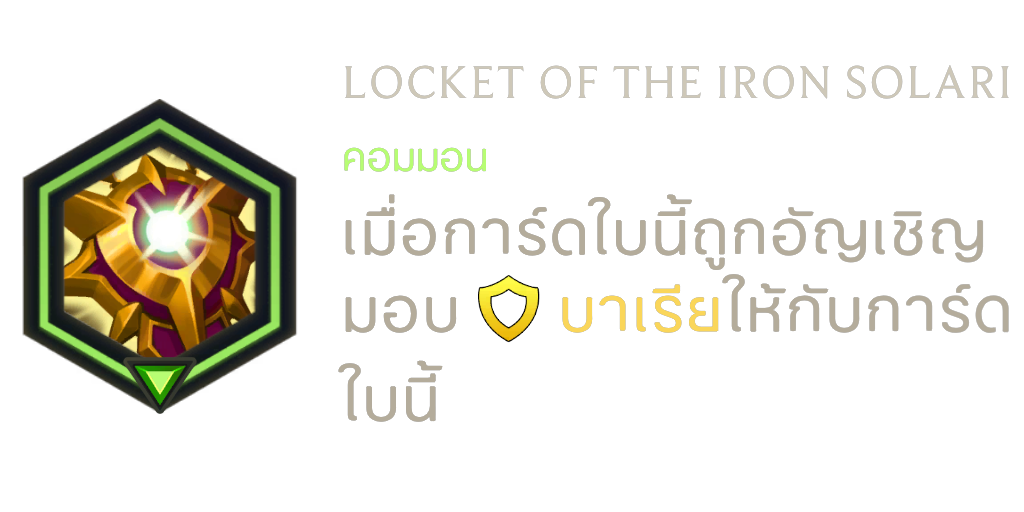 LOCKET OF THE IRON SOLARI
คอมมอน
เมื่อการ์ดใบนี้ถูกอัญเชิญ
มอบ บาเรียให้กับการ์ด
ใบนี้